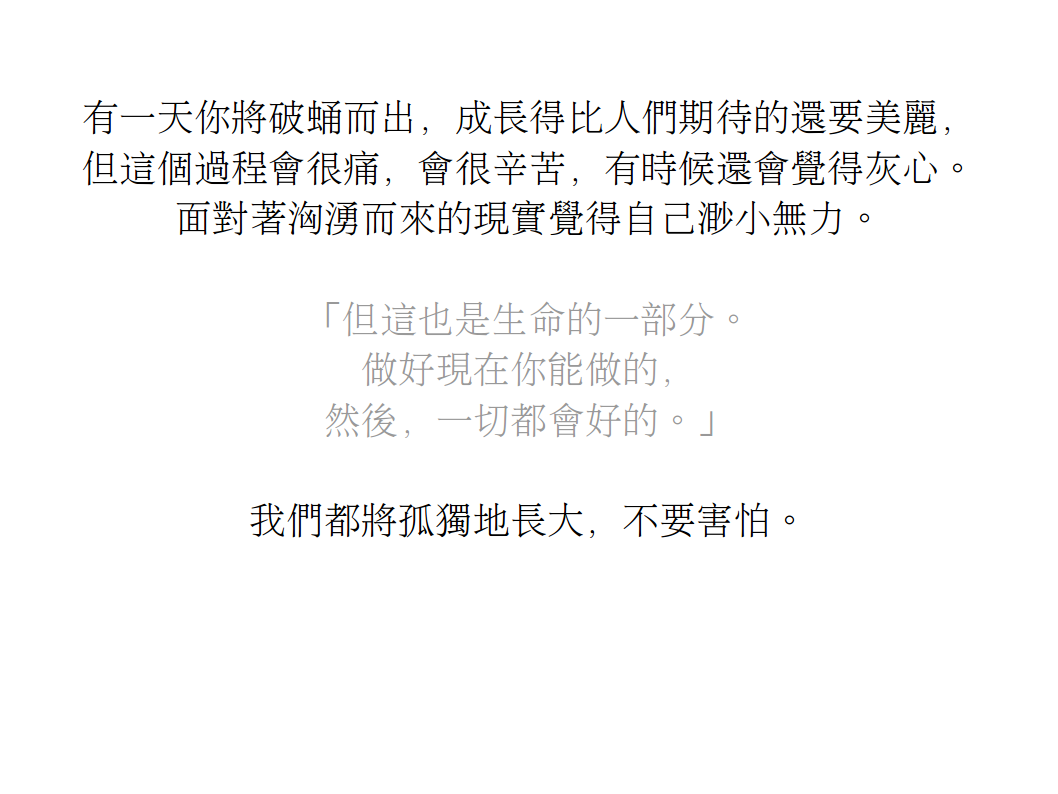 有一天你將破蛹而出，成長得比人們期待的還要美麗，
但這個過程會很痛，會很辛苦，有時候還會覺得灰心。
面對著洶湧而來的現實覺得自己渺小無力。
「但這也是生命的一部分。
做好現在你能做的，
然後，一切都會好的。」
我們都將孤獨地長大，不要害怕。